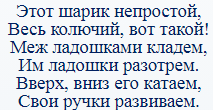 Этот шарик непростой,
Весь колючий, вот такой!
Меж ладошками кладем,
Им ладошки разотрем.
Вверх, вниз его катаем,
Свои ручки развиваем.